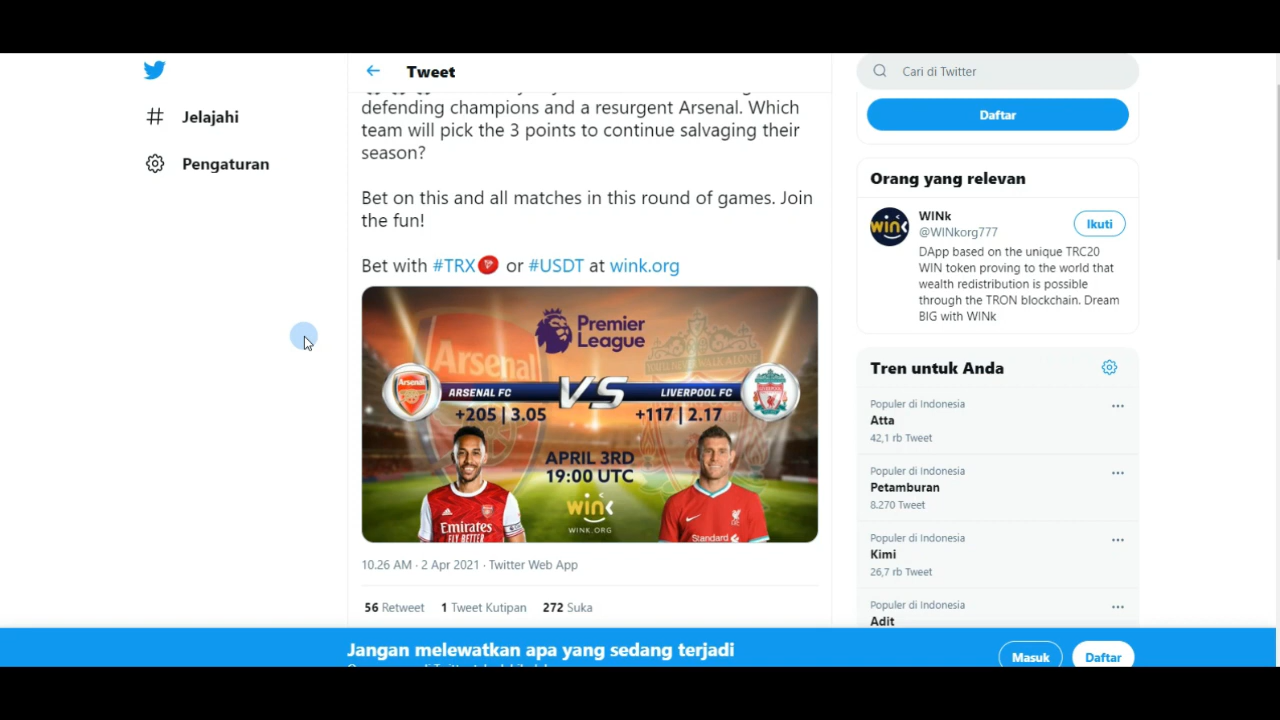 Tweet
Cari di Twitter
Jelajahi
Pengaturan
defending champions and a resurgent Arsenal. Which
team will pick the 3 points to continue salvaging their
season?
Bet on this and all matches in this round of games. Join
the fun!
Bet with #TRX or #USDT at wink.org
Premier
League
Arsenal
Arsenal
ARSENAL FC
VS
LIVERPOOL FC
+205 | 3.05
+117 | 2.17
APRIL 3RD
19:00 UTC
wink
WINK.ORG
Emirates
FLY BETTER
Standard
10.26 AM · 2 Apr 2021 · Twitter Web App
56 Retweet 1 Tweet Kutipan 272 Suka
Daftar
Orang yang relevan
wink
WINk
@WINkorg777
Ikuti
DApp based on the unique TRC20
WIN token proving to the world that
wealth redistribution is possible
through the TRON blockchain. Dream
BIG with WINk
Tren untuk Anda
Populer di Indonesia
Atta
42,1 rb Tweet
Populer di Indonesia
Petamburan
8.270 Tweet
Populer di Indonesia
Kimi
26,7 rb Tweet
Populer di Indonesia
Adit
Jangan melewatkan apa yang sedang terjadi
Masuk
Daftar